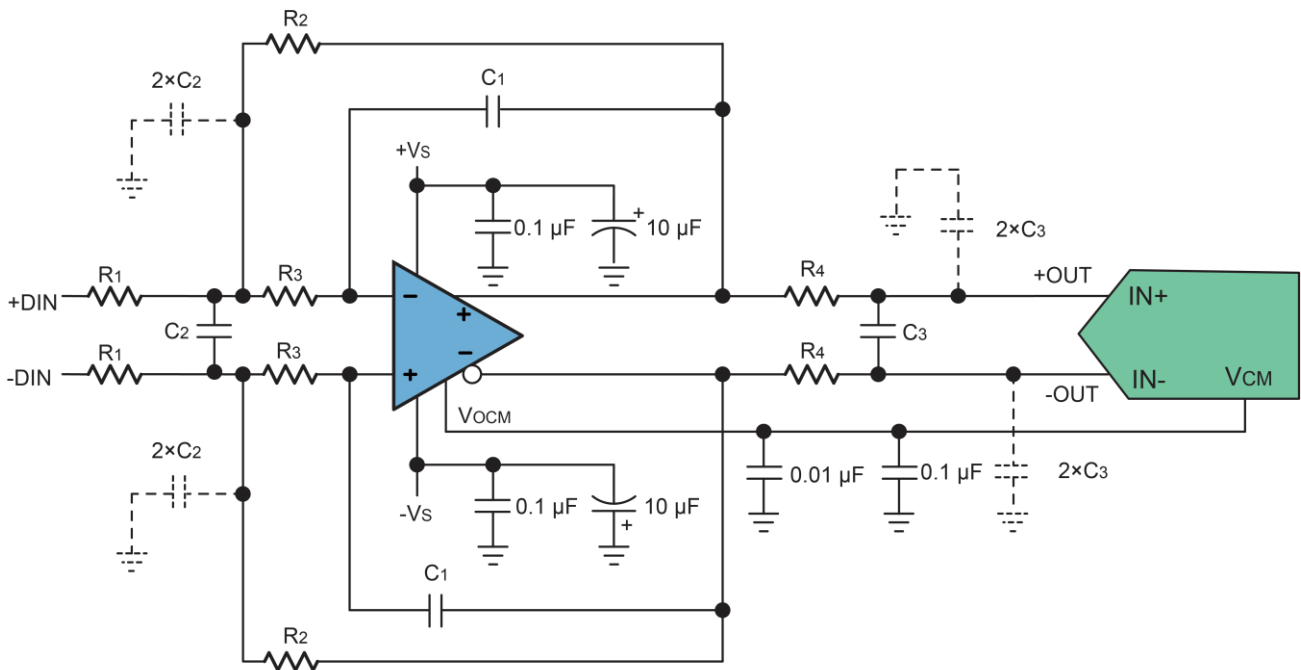 R2
2×C2
C1
+VS
0.1 µF
10 µF
+
2×C3
R1
R3
R4
+OUT
+DIN
−
+
IN+
C2
C3
R1
R3
−
R4
-DIN
+
IN-
VCM
-OUT
VOCM
2×C2
0.01 µF
0.1 µF
2×C3
0.1 µF
10 µF
-VS
+
C1
R2